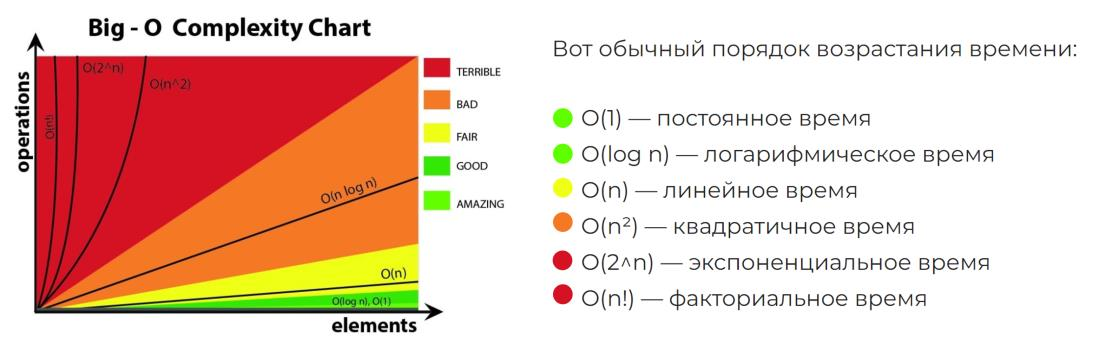 Big - O Complexity Chart
operations
O(n!)
O(2^n)
O(n^2)
O(n log n)
O(n)
O(log n), O(1)
elements
TERRIBLE
BAD
FAIR
GOOD
AMAZING
Вот обычный порядок возрастания времени:
O(1) — постоянное время
O(log n) — логарифмическое время
O(n) — линейное время
O(n²) — квадратичное время
O(2^n) — экспоненциальное время
O(n!) — факториальное время